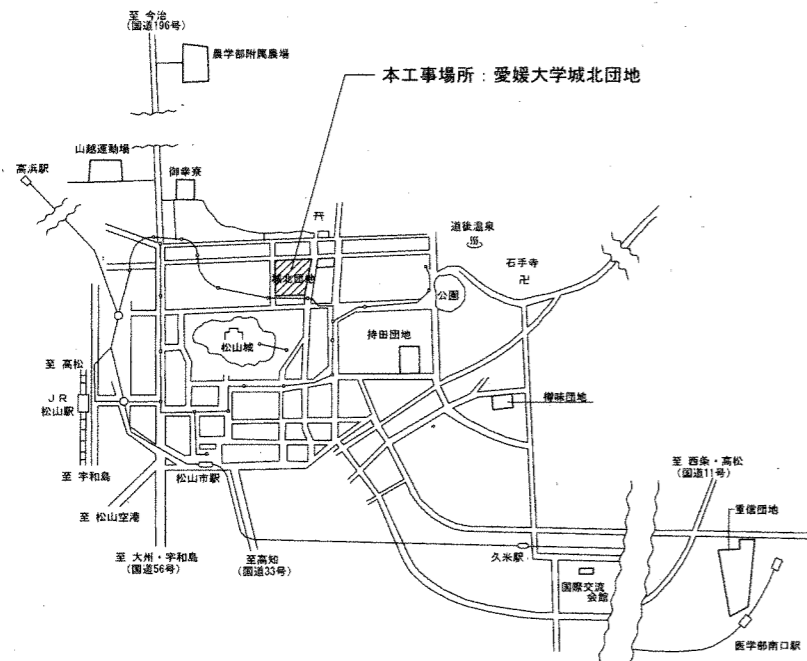 至 今治
(国道196号)
農学部附属農場
本工事場所：愛媛大学城北団地
山越運動場
高浜駅
御幸寮
道後温泉
石手寺
城北団地
公園
松山城
持田団地
至 高松
ＪＲ
松山駅
樽味団地
至 宇和島
松山市駅
至 西条・高松
(国道11号)
重信団地
至 松山空港
至 大州・宇和島
(国道56号)
至高知
(国道33号)
久米駅
国際交流
会館
医学部南口駅